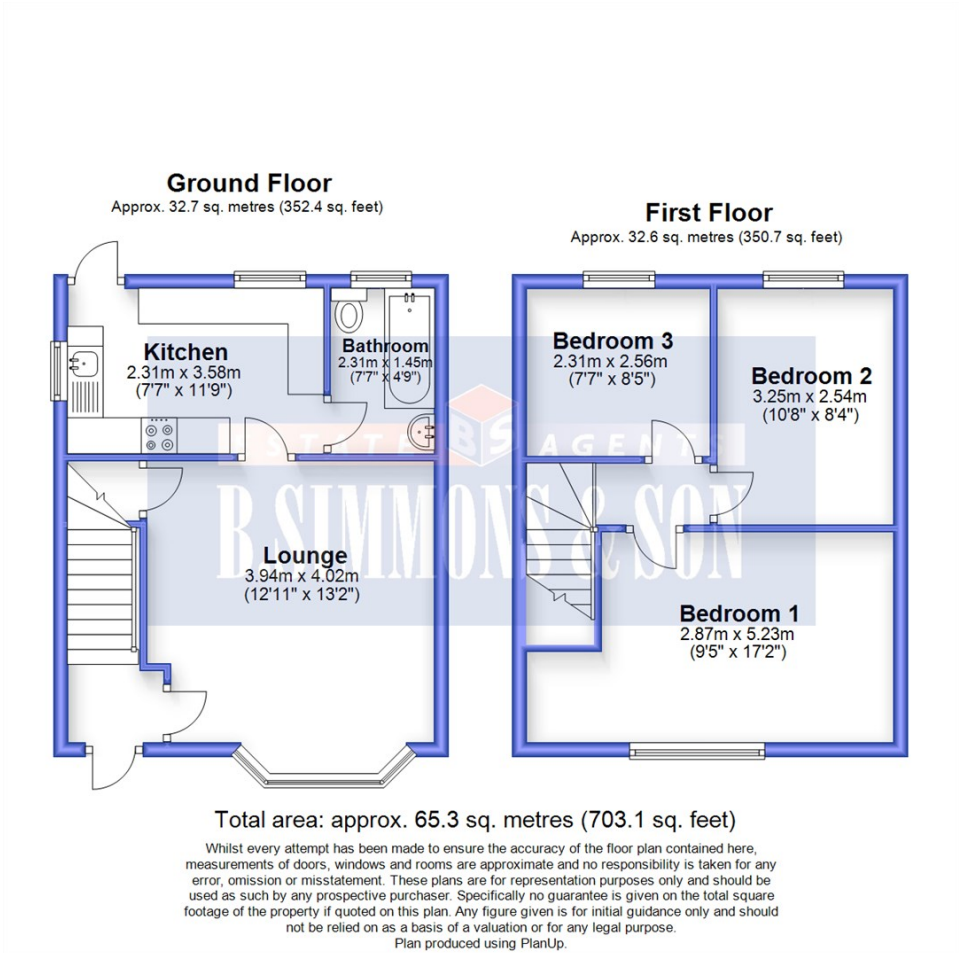 Ground Floor
Approx. 32.7 sq. metres (352.4 sq. feet)
First Floor
Approx. 32.6 sq. metres (350.7 sq. feet)
Kitchen
2.31m x 3.58m
(7'7" x 11'9")
Bathroom
2.31m x 1.45m
(7'7" x 4'9")
Bedroom 3
2.31m x 2.56m
(7'7" x 8'5")
Bedroom 2
3.25m x 2.54m
(10'8" x 8'4")
ESTATE BS AGENTS
B.SIMMONS & SON
Lounge
3.94m x 4.02m
(12'11" x 13'2")
Bedroom 1
2.87m x 5.23m
(9'5" x 17'2")
Total area: approx. 65.3 sq. metres (703.1 sq. feet)
Whilst every attempt has been made to ensure the accuracy of the floor plan contained here,
measurements of doors, windows and rooms are approximate and no responsibility is taken for any
error, omission or misstatement. These plans are for representation purposes only and should be
used as such by any prospective purchaser. Specifically no guarantee is given on the total square
footage of the property if quoted on this plan. Any figure given is for initial guidance only and should
not be relied on as a basis of a valuation or for any legal purpose.
Plan produced using PlanUp.